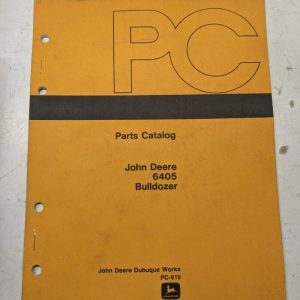 PC
Parts Catalog
John Deere
6405
Bulldozer
John Deere Dubuque Works
PC-919